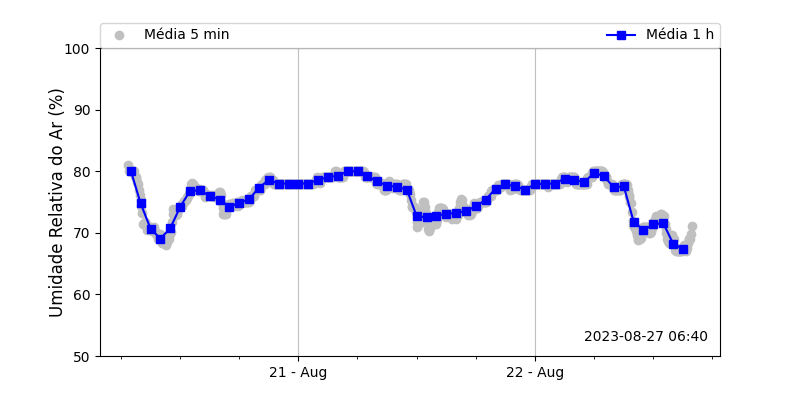 Média 5 min
Média 1 h
Umidade Relativa do Ar (%)
100
90
80
70
60
50
2023-08-27 06:40
21 - Aug
22 - Aug